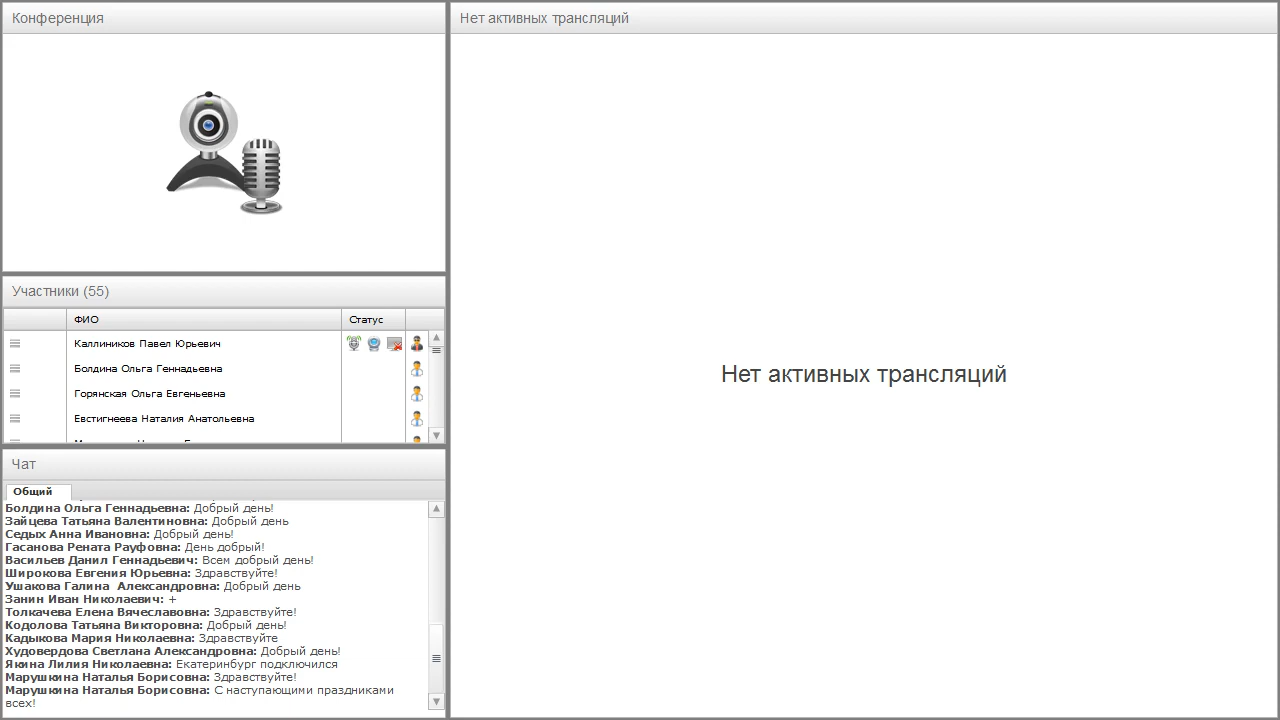 Конференция
Нет активных трансляций
Участники (55)
ФИО
Статус
Каллиников Павел Юрьевич
Болдина Ольга Геннадьевна
Горянская Ольга Евгеньевна
Евстигнеева Наталия Анатольевна
Чат
Общий
Болдина Ольга Геннадьевна: Добрый день!
Зайцева Татьяна Валентиновна: Добрый день
Седых Анна Ивановна: Добрый день!
Гасанова Рената Рауфовна: День добрый!
Васильев Данил Геннадьевич: Всем добрый день!
Широкова Евгения Юрьевна: Здравствуйте!
Ушакова Галина  Александровна: Добрый день
Занин Иван Николаевич: +
Толкачева Елена Вячеславовна: Здравствуйте!
Кодолова Татьяна Викторовна: Добрый день!
Кадыкова Мария Николаевна: Здравствуйте
Худовердова Светлана Александровна: Добрый день!
Якина Лилия Николаевна: Екатеринбург подключился
Марушкина Наталья Борисовна: Здравствуйте!
Марушкина Наталья Борисовна: С наступающими праздниками
всех!
Нет активных трансляций